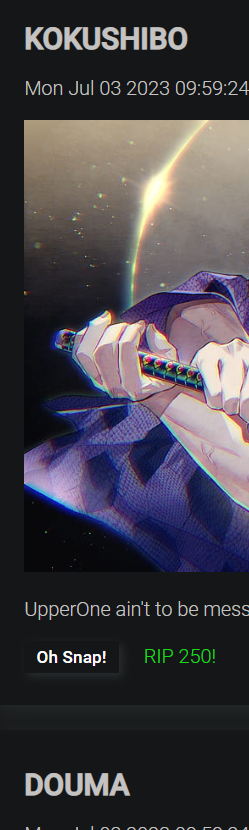 KOKUSHIBO
Mon Jul 03 2023 09:59:24
UpperOne ain't to be mess
Oh Snap!
RIP 250!
DOUMA